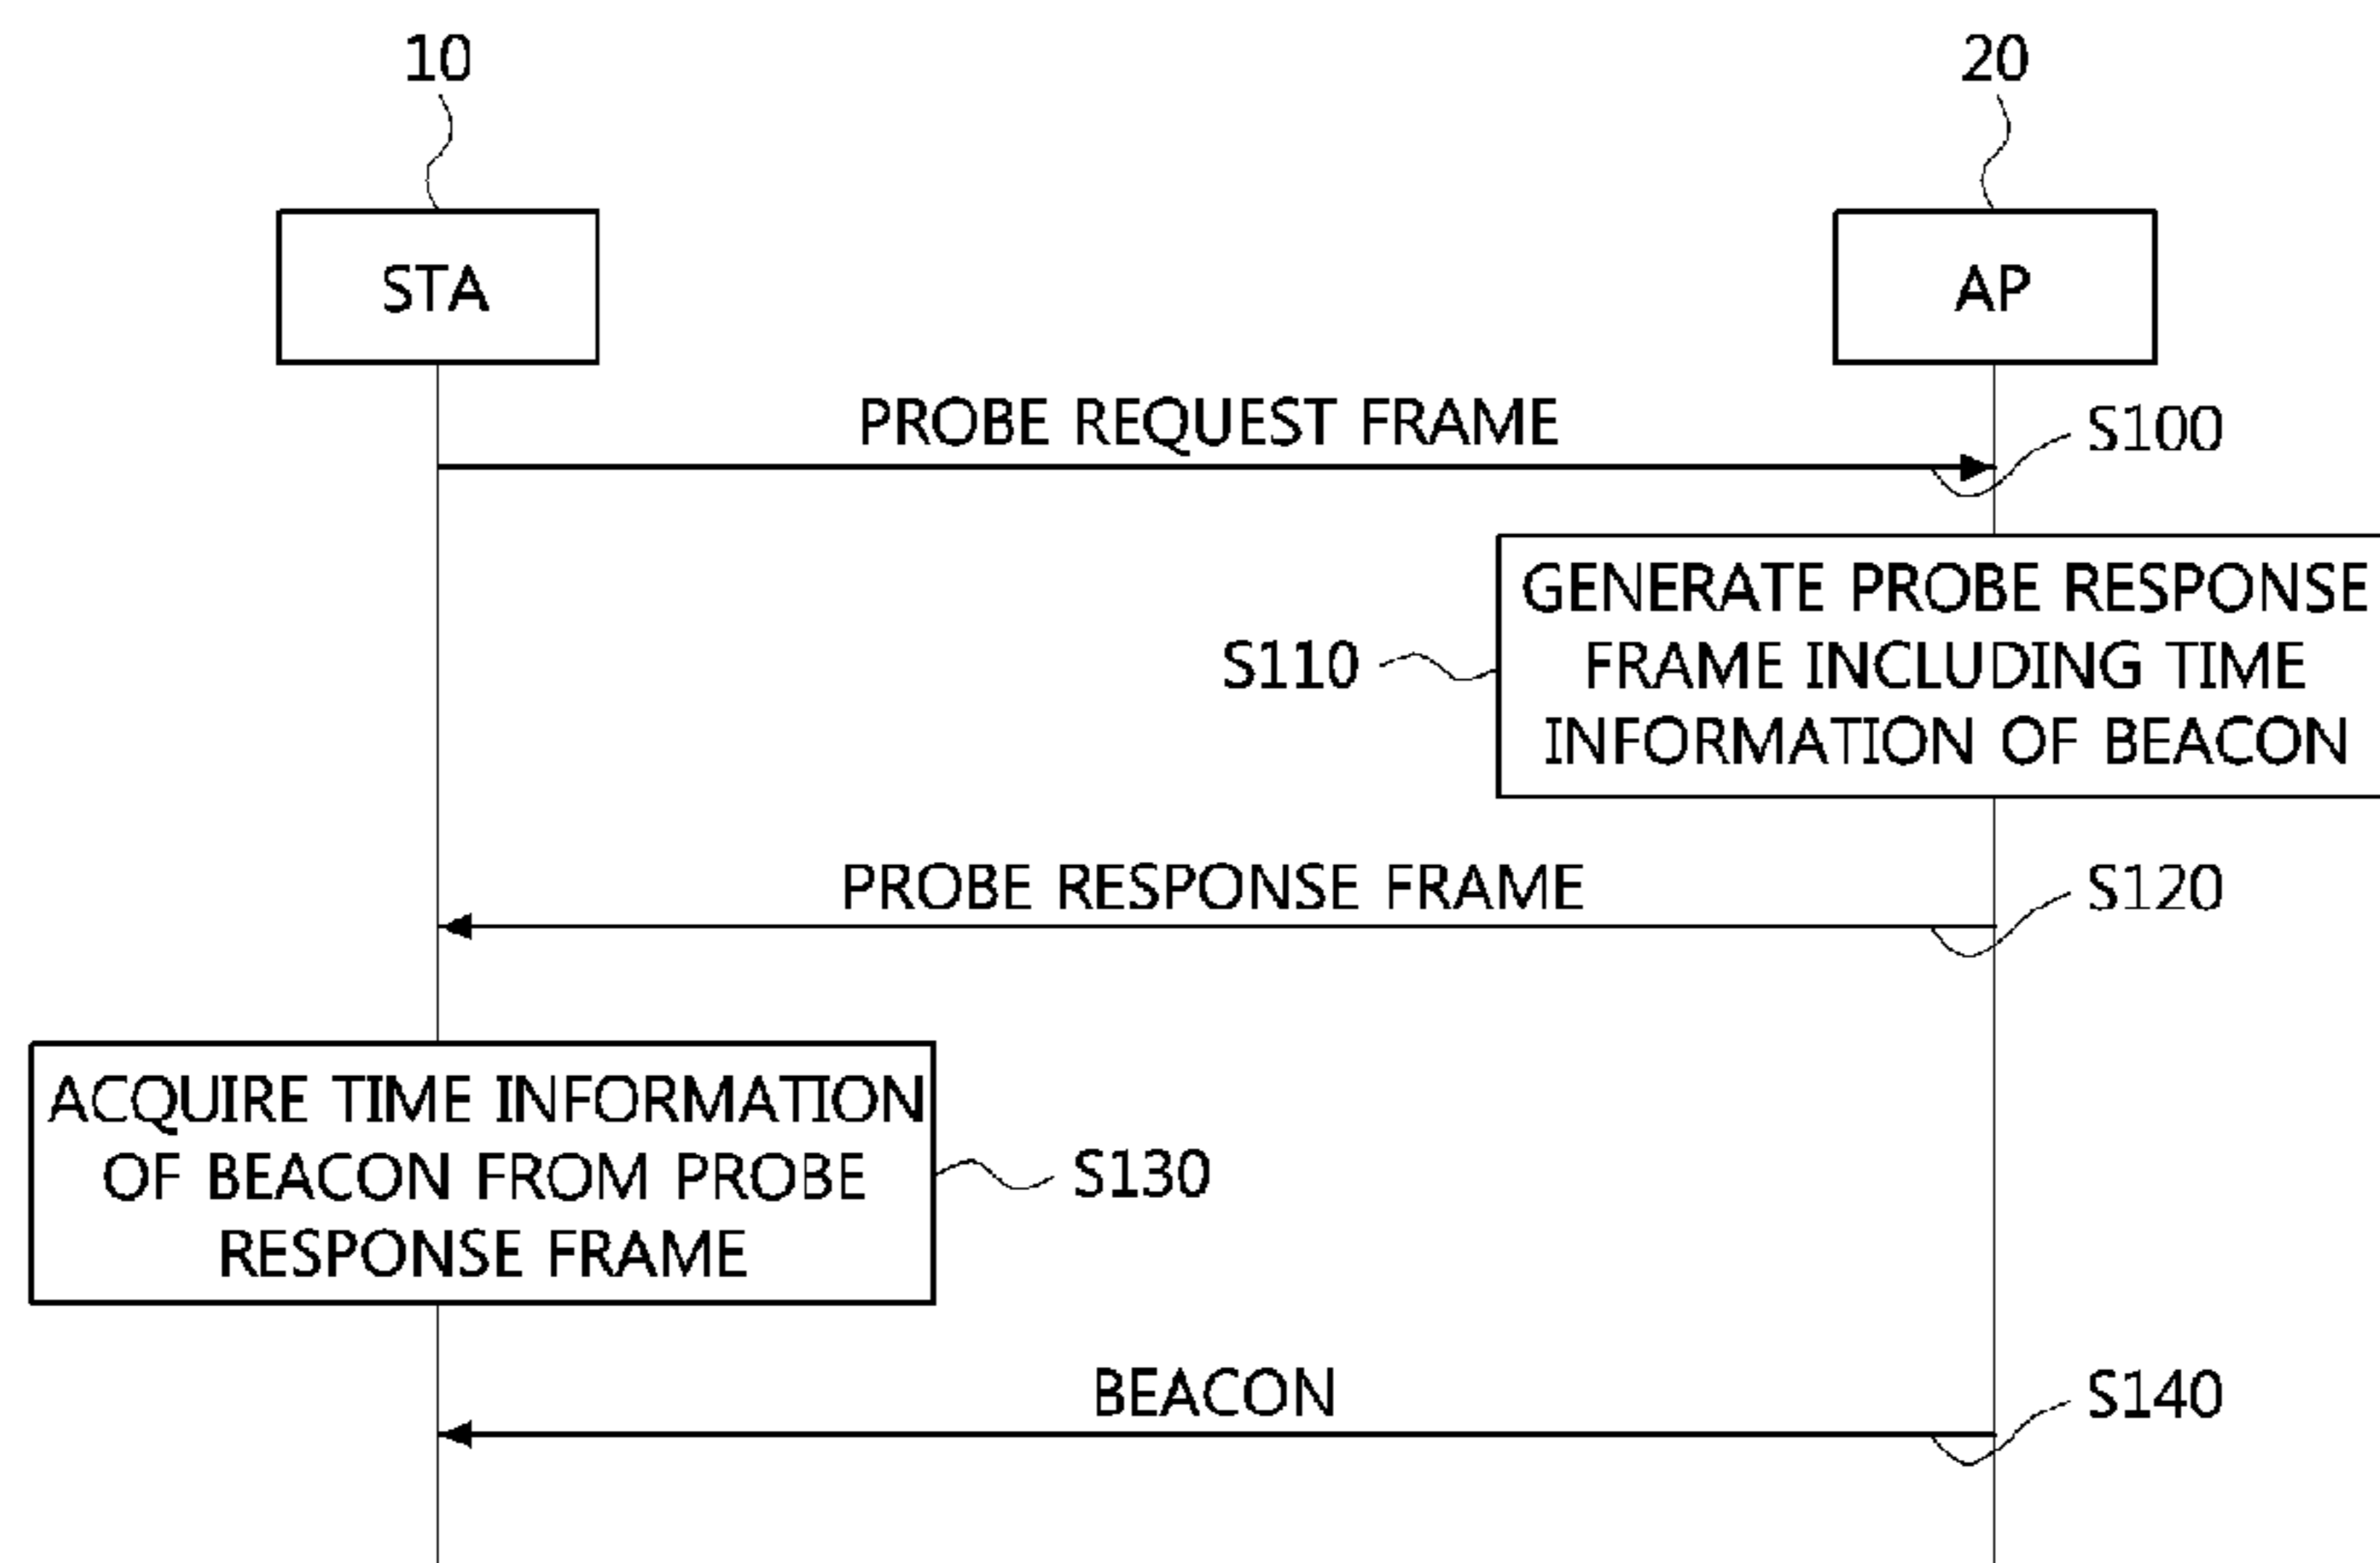 10
20
STA
AP
PROBE REQUEST FRAME
S100
GENERATE PROBE RESPONSE
FRAME INCLUDING TIME
INFORMATION OF BEACON
S110
PROBE RESPONSE FRAME
S120
ACQUIRE TIME INFORMATION
OF BEACON FROM PROBE
RESPONSE FRAME
S130
BEACON
S140